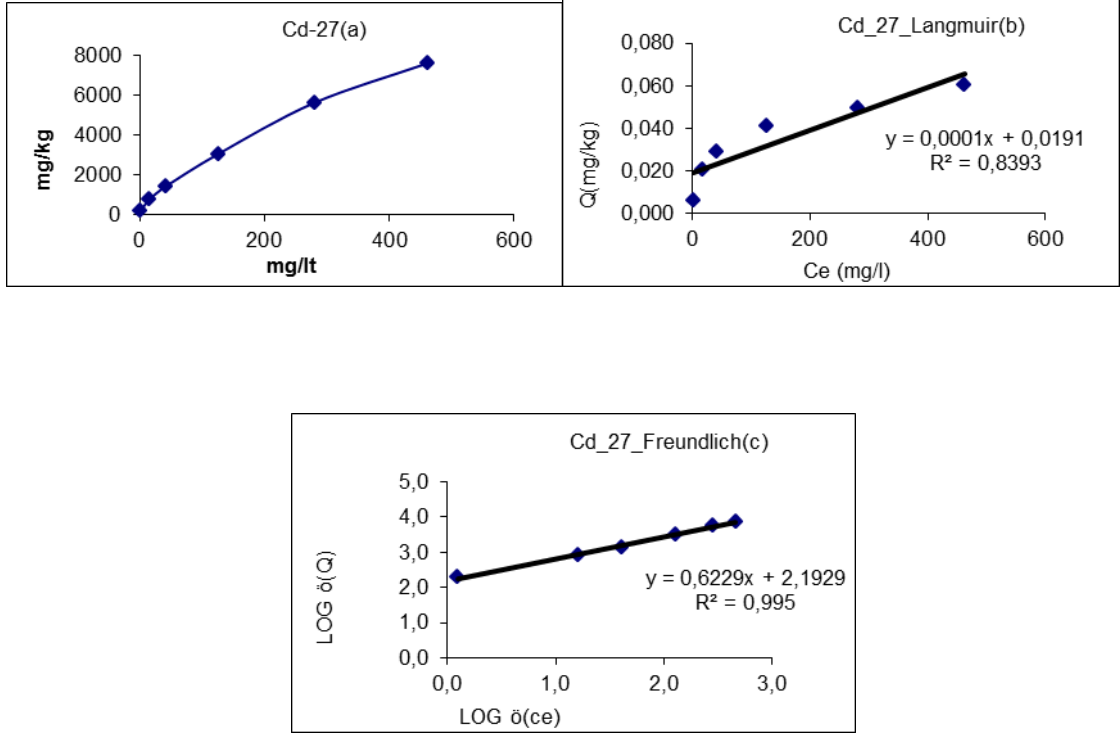 Cd-27(a)
mg/kg
8000
6000
4000
2000
0
0 200 400 600
mg/lt
Cd_27_Langmuir(b)
Q(mg/kg)
0,080
0,060
0,040
0,020
0,000
y = 0,0001x + 0,0191
R² = 0,8393
0 200 400 600
Ce (mg/l)
Cd_27_Freundlich(c)
LOG ö(Q)
5,0
4,0
3,0
2,0
1,0
0,0
y = 0,6229x + 2,1929
R² = 0,995
0,0 1,0 2,0 3,0
LOG ö(ce)